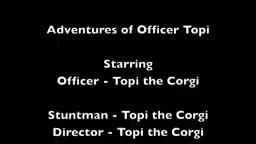 Adventures of Officer Topi
Starring
Officer - Topi the Corgi
Stuntman - Topi the Corgi
Director - Topi the Corgi